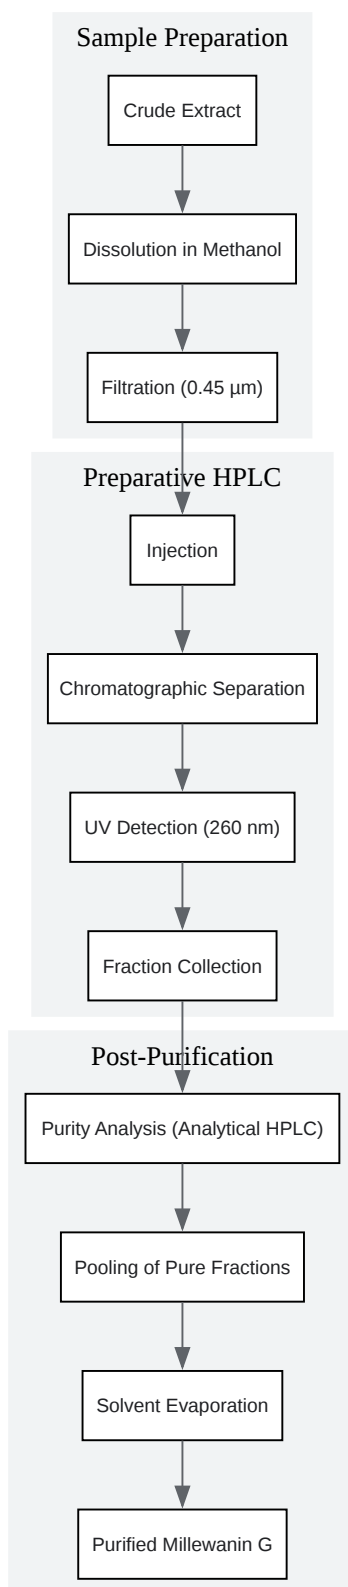 Sample Preparation
Crude Extract
Dissolution in Methanol
Filtration (0.45 µm)
Preparative HPLC
Injection
Chromatographic Separation
UV Detection (260 nm)
Fraction Collection
Post-Purification
Purity Analysis (Analytical HPLC)
Pooling of Pure Fractions
Solvent Evaporation
Purified Millewanin G